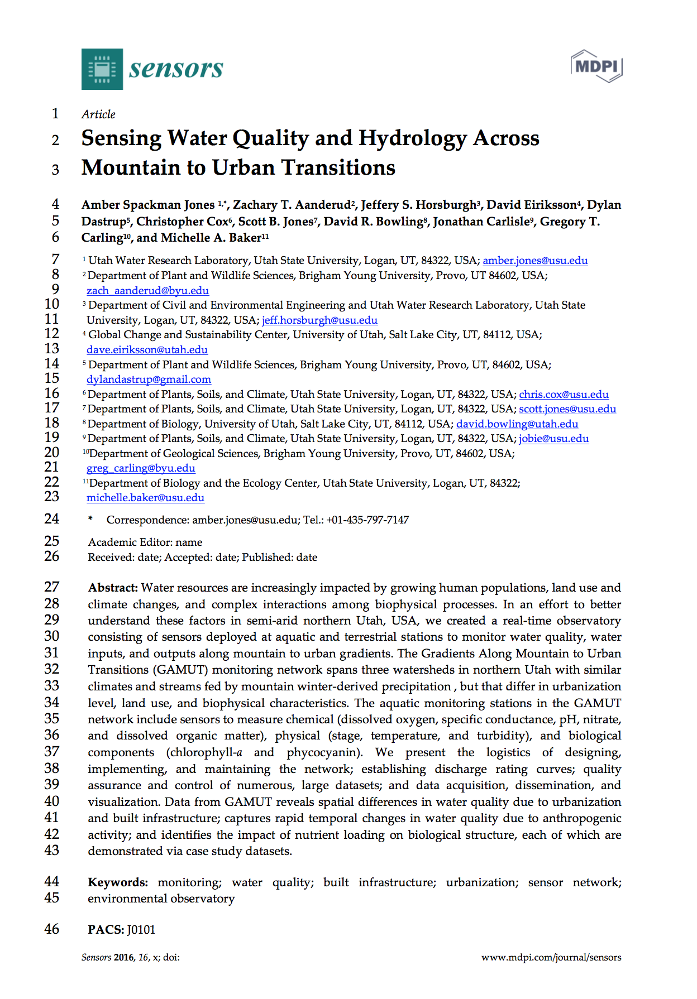 sensors
MDPI
1 Article
2 Sensing Water Quality and Hydrology Across
3 Mountain to Urban Transitions
4 Amber Spackman Jones 1,*, Zachary T. Aanderud2, Jeffery S. Horsburgh3, David Eiriksson4, Dylan
5 Dastrup5, Christopher Cox6, Scott B. Jones7, David R. Bowling8, Jonathan Carlisle9, Gregory T.
6 Carling10, and Michelle A. Baker11
7 1 Utah Water Research Laboratory, Utah State University, Logan, UT, 84322, USA; amber.jones@usu.edu
8 2 Department of Plant and Wildlife Sciences, Brigham Young University, Provo, UT 84602, USA;
9 zach_aanderud@byu.edu
10 3 Department of Civil and Environmental Engineering and Utah Water Research Laboratory, Utah State
11 University, Logan, UT, 84322, USA; jeff.horsburgh@usu.edu
12 4 Global Change and Sustainability Center, University of Utah, Salt Lake City, UT, 84112, USA;
13 dave.eiriksson@utah.edu
14 5 Department of Plant and Wildlife Sciences, Brigham Young University, Provo, UT, 84602, USA;
15 dylandastrup@gmail.com
16 6 Department of Plants, Soils, and Climate, Utah State University, Logan, UT, 84322, USA; chris.cox@usu.edu
17 7 Department of Plants, Soils, and Climate, Utah State University, Logan, UT, 84322, USA; scott.jones@usu.edu
18 8 Department of Biology, University of Utah, Salt Lake City, UT, 84112, USA; david.bowling@utah.edu
19 9 Department of Plants, Soils, and Climate, Utah State University, Logan, UT, 84322, USA; jobie@usu.edu
20 10Department of Geological Sciences, Brigham Young University, Provo, UT, 84602, USA;
21 greg_carling@byu.edu
22 11Department of Biology and the Ecology Center, Utah State University, Logan, UT, 84322;
23 michelle.baker@usu.edu
24 * Correspondence: amber.jones@usu.edu; Tel.: +01-435-797-7147
25 Academic Editor: name
26 Received: date; Accepted: date; Published: date
27 Abstract: Water resources are increasingly impacted by growing human populations, land use and
28 climate changes, and complex interactions among biophysical processes. In an effort to better
29 understand these factors in semi-arid northern Utah, USA, we created a real-time observatory
30 consisting of sensors deployed at aquatic and terrestrial stations to monitor water quality, water
31 inputs, and outputs along mountain to urban gradients. The Gradients Along Mountain to Urban
32 Transitions (GAMUT) monitoring network spans three watersheds in northern Utah with similar
33 climates and streams fed by mountain winter-derived precipitation , but that differ in urbanization
34 level, land use, and biophysical characteristics. The aquatic monitoring stations in the GAMUT
35 network include sensors to measure chemical (dissolved oxygen, specific conductance, pH, nitrate,
36 and dissolved organic matter), physical (stage, temperature, and turbidity), and biological
37 components (chlorophyll-a and phycocyanin). We present the logistics of designing,
38 implementing, and maintaining the network; establishing discharge rating curves; quality
39 assurance and control of numerous, large datasets; and data acquisition, dissemination, and
40 visualization. Data from GAMUT reveals spatial differences in water quality due to urbanization
41 and built infrastructure; captures rapid temporal changes in water quality due to anthropogenic
42 activity; and identifies the impact of nutrient loading on biological structure, each of which are
43 demonstrated via case study datasets.
44 Keywords: monitoring; water quality; built infrastructure; urbanization; sensor network;
45 environmental observatory
46 PACS: J0101
Sensors 2016, 16, x; doi: www.mdpi.com/journal/sensors